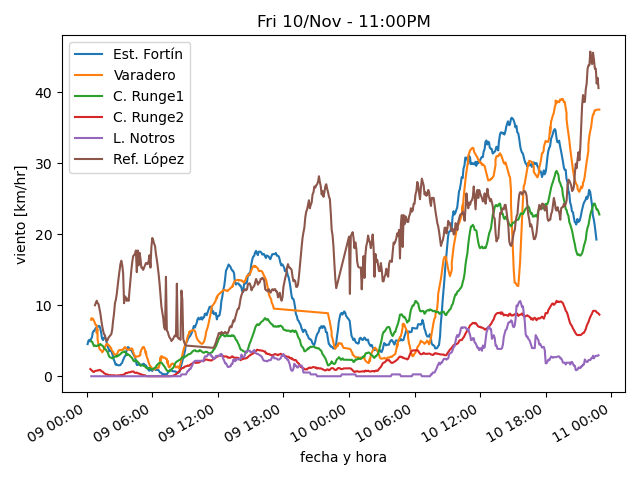 Fri 10/Nov - 11:00PM
Est. Fortín
Varadero
C. Runge1
C. Runge2
L. Notros
Ref. López
viento [km/hr]
40
30
20
10
0
09 00:00
09 06:00
09 12:00
09 18:00
10 00:00
10 06:00
10 12:00
10 18:00
11 00:00
fecha y hora